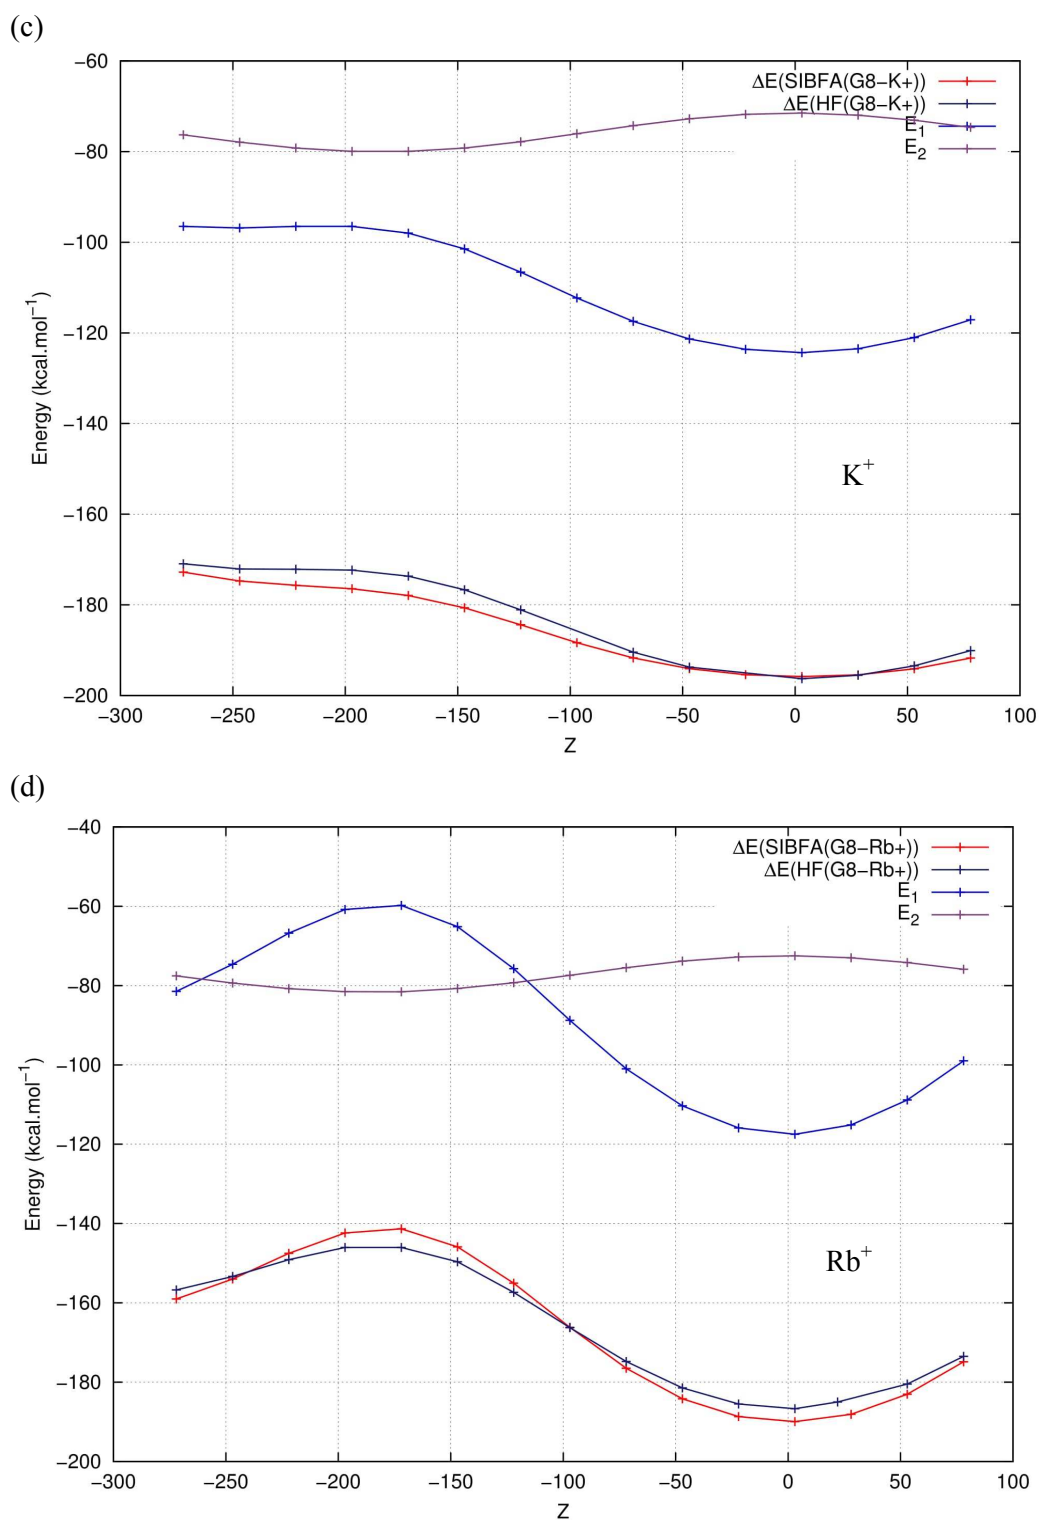 (c)
−60
−80
−100
−120
−140
−160
−180
−200
Energy (kcal.mol−1)
ΔE(SIBFA(G8−K+))
ΔE(HF(G8−K+))
E1
E2
K+
−300 −250 −200 −150 −100 −50 0 50 100
Z
(d)
−40
−60
−80
−100
−120
−140
−160
−180
−200
Energy (kcal.mol−1)
ΔE(SIBFA(G8−Rb+))
ΔE(HF(G8−Rb+))
E1
E2
Rb+
−300 −250 −200 −150 −100 −50 0 50 100
Z